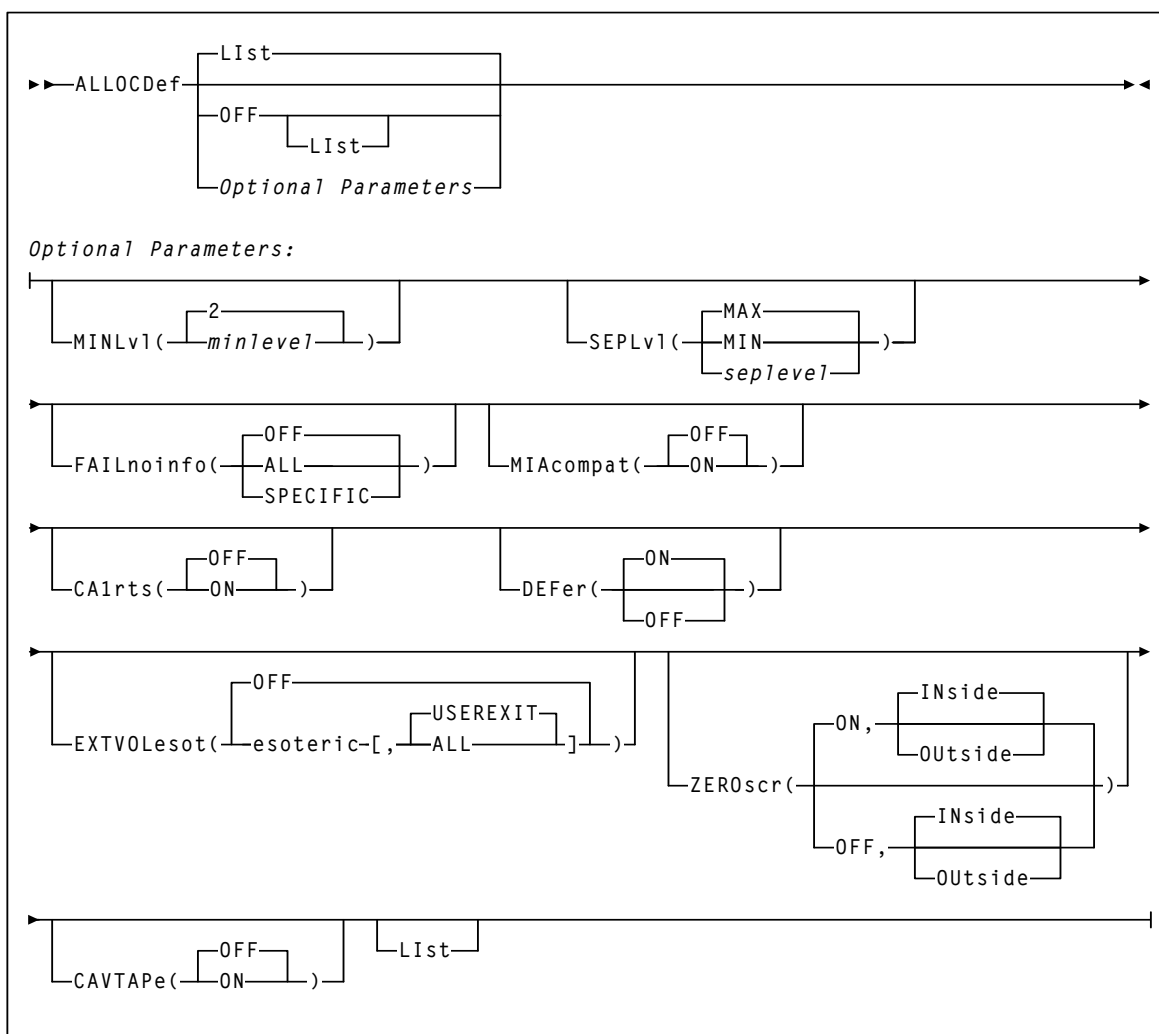 LIst
ALLOCDef
OFF
LIst
Optional Parameters
Optional Parameters:
2
MAX
MINLvl( minlevel )
SEPLvl( MIN )
seplevel
OFF
OFF
FAILnoinfo( ALL )
MIAcompat( ON )
SPECIFIC
OFF
ON
CA1rts( ON )
DEFer( )
OFF
OFF
INside
USEREXIT
ON,
EXTVOLesot( esoteric [, ALL ] )
OUtside
ZEROscr( )
INside
OFF,
OUtside
OFF
LIst
CAVTAPe( ON )